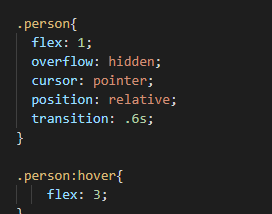 .person{
flex: 1;
overflow: hidden;
cursor: pointer;
position: relative;
transition: .6s;
}
.person:hover{
flex: 3;
}